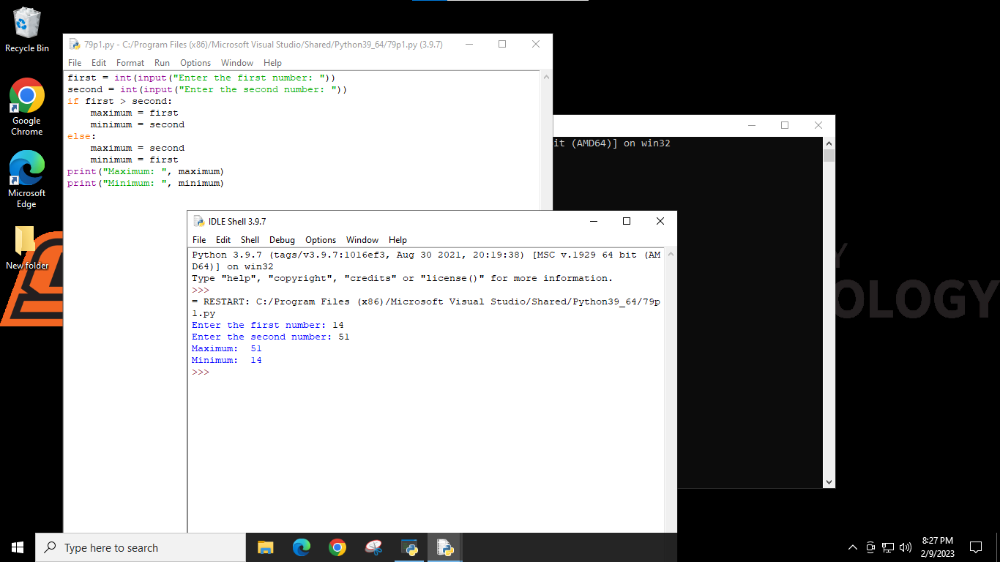 Recycle Bin
Google
Chrome
Microsoft
Edge
New folder
79p1.py - C:/Program Files (x86)/Microsoft Visual Studio/Shared/Python39_64/79p1.py (3.9.7)
File Edit Format Run Options Window Help
first = int(input("Enter the first number: "))
second = int(input("Enter the second number: "))
if first > second:
    maximum = first
    minimum = second
else:
    maximum = second
    minimum = first
print("Maximum: ", maximum)
print("Minimum: ", minimum)
it (AMD64)] on win32
IDLE Shell 3.9.7
File Edit Shell Debug Options Window Help
Python 3.9.7 (tags/v3.9.7:1016ef3, Aug 30 2021, 20:19:38) [MSC v.1929 64 bit (AM
D64)] on win32
Type "help", "copyright", "credits" or "license()" for more information.
>>>
= RESTART: C:/Program Files (x86)/Microsoft Visual Studio/Shared/Python39_64/79p
1.py
Enter the first number: 14
Enter the second number: 51
Maximum:  51
Minimum:  14
>>>
Y
OLOGY
Type here to search
8:27 PM
2/9/2023